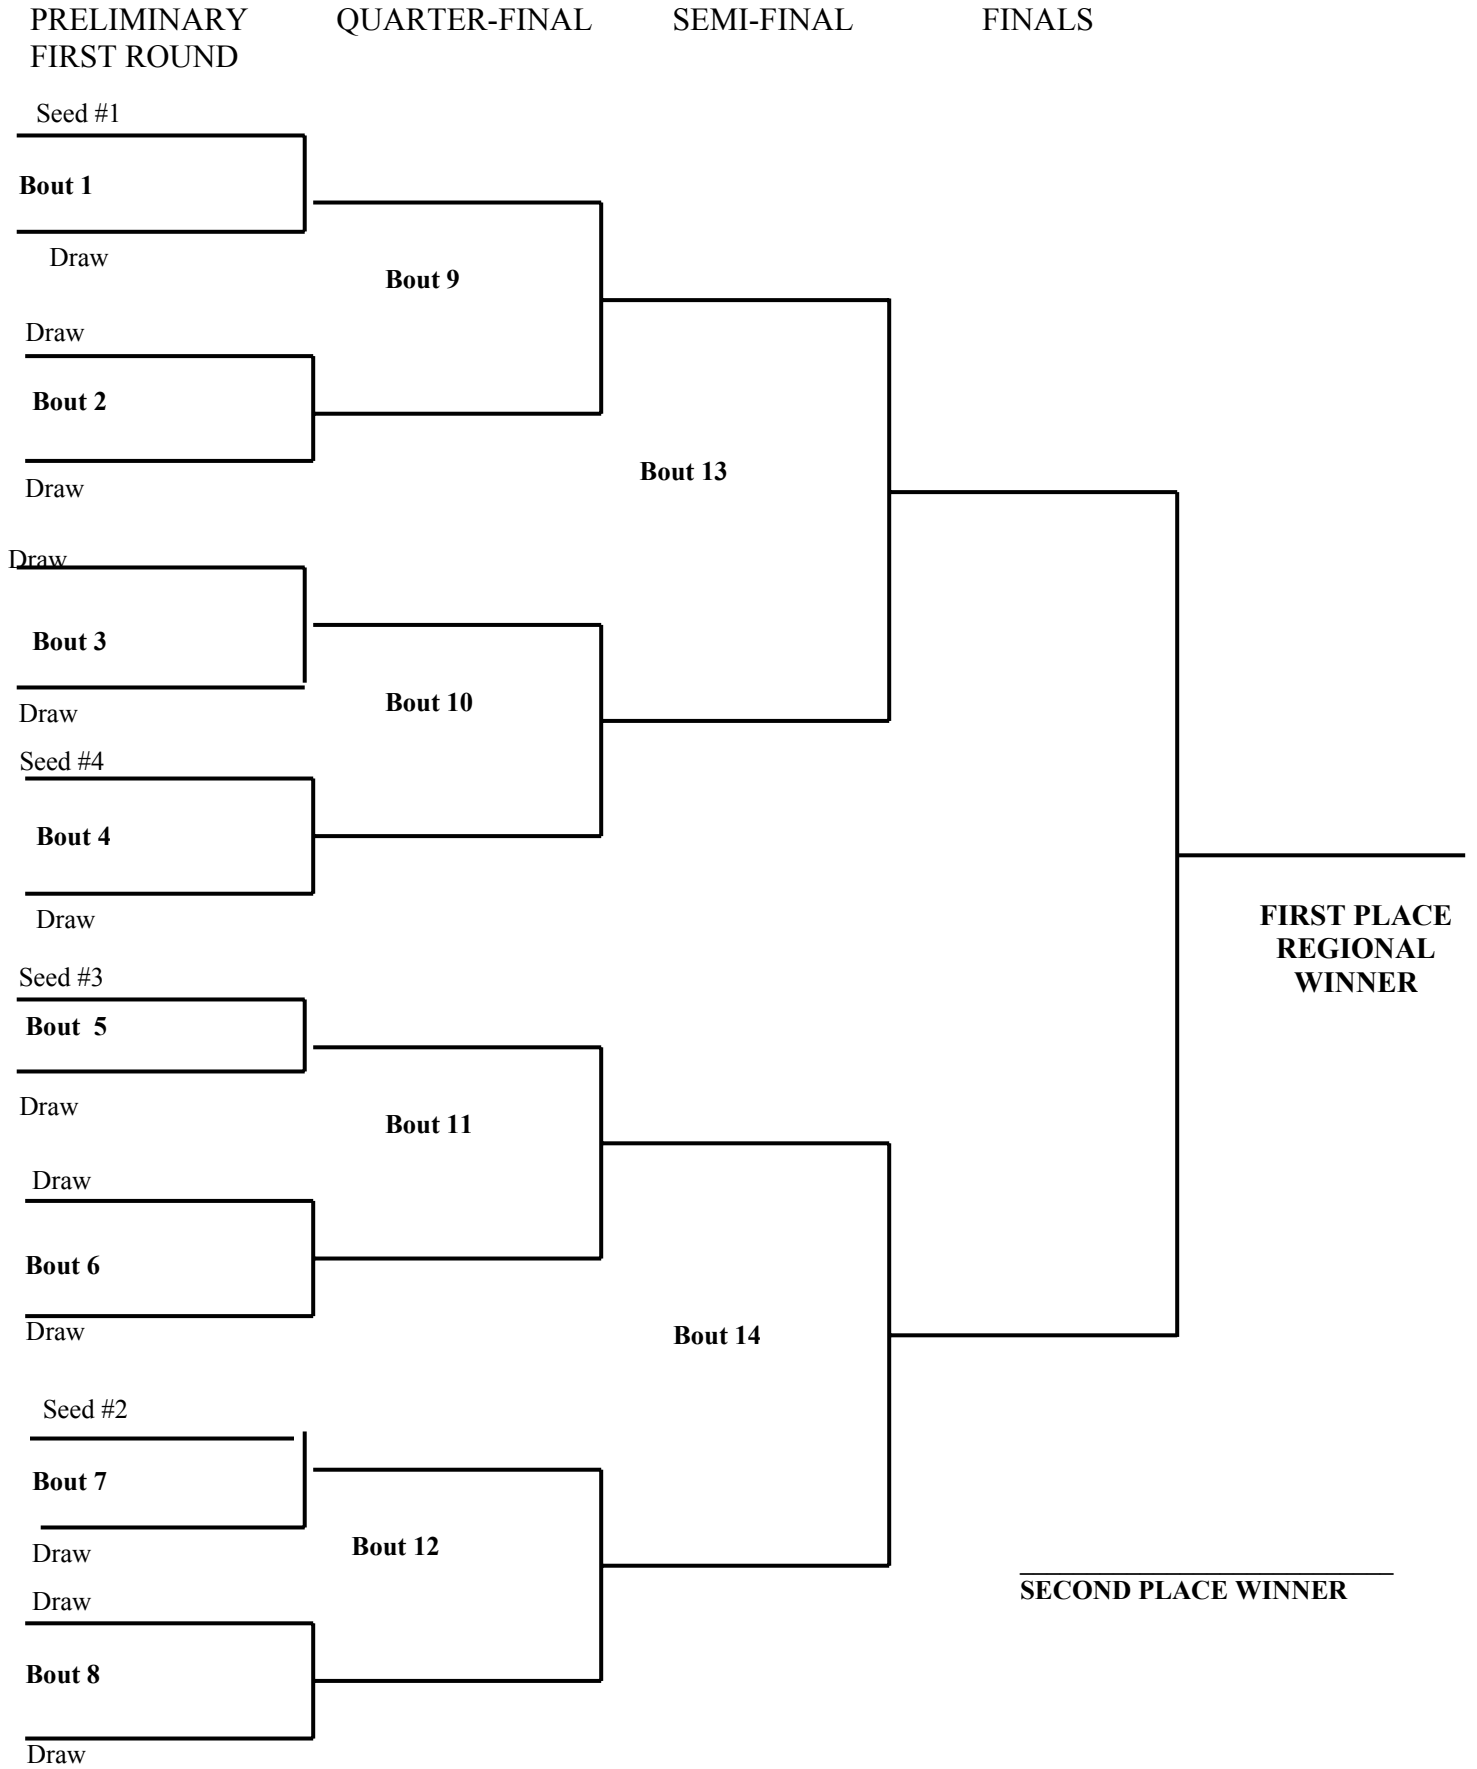 PRELIMINARY QUARTER-FINAL SEMI-FINAL FINALS
FIRST ROUND
Seed #1
Bout 1
Draw
Bout 9
Draw
Bout 2
Bout 13
Draw
Draw
Bout 3
Bout 10
Draw
Seed #4
Bout 4
Draw
FIRST PLACE
REGIONAL
WINNER
Seed #3
Bout 5
Draw
Bout 11
Draw
Bout 6
Draw
Bout 14
Seed #2
Bout 7
Draw
Bout 12
Draw
SECOND PLACE WINNER
Bout 8
Draw